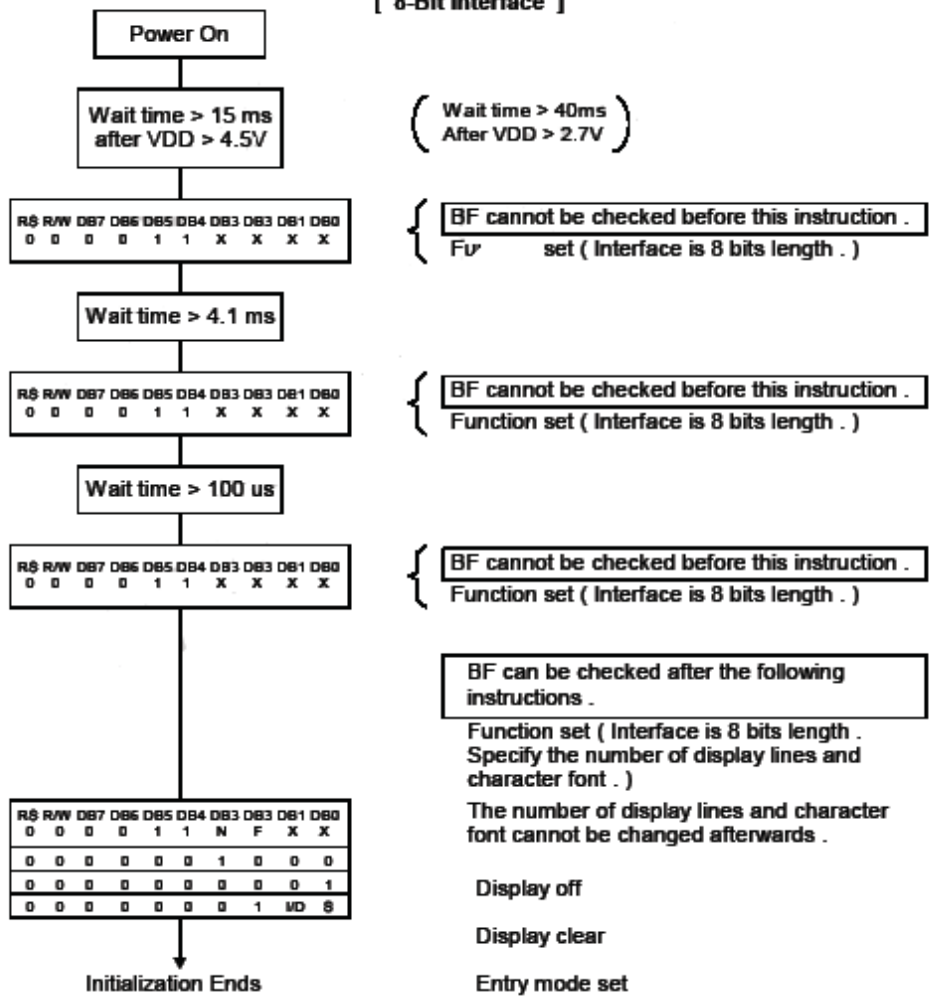 [ 8-Bit Interface ]
Power On
Wait time > 15 ms
after VDD > 4.5V
Wait time > 40ms
After VDD > 2.7V
R$ R/W DB7 DB6 DB5 DB4 DB3 DB3 DB1 DB0
0 0 0 0 1 1 X X X X
BF cannot be checked before this instruction .
set ( Interface is 8 bits length . )
Wait time > 4.1 ms
R$ R/W DB7 DB6 DB5 DB4 DB3 DB3 DB1 DB0
0 0 0 0 1 1 X X X X
BF cannot be checked before this instruction .
Function set ( Interface is 8 bits length . )
Wait time > 100 us
R$ R/W DB7 DB6 DB5 DB4 DB3 DB3 DB1 DB0
0 0 0 0 1 1 X X X X
BF cannot be checked before this instruction .
Function set ( Interface is 8 bits length . )
BF can be checked after the following
instructions .
Function set ( Interface is 8 bits length .
Specify the number of display lines and
character font . )
The number of display lines and character
font cannot be changed afterwards .
R$ R/W DB7 DB6 DB5 DB4 DB3 DB3 DB1 DB0
0 0 0 0 1 1 N F X X
0 0 0 0 0 0 1 0 0 0
0 0 0 0 0 0 0 0 0 1
0 0 0 0 0 0 0 1 I/D $
Display off
Display clear
Entry mode set
Initialization Ends